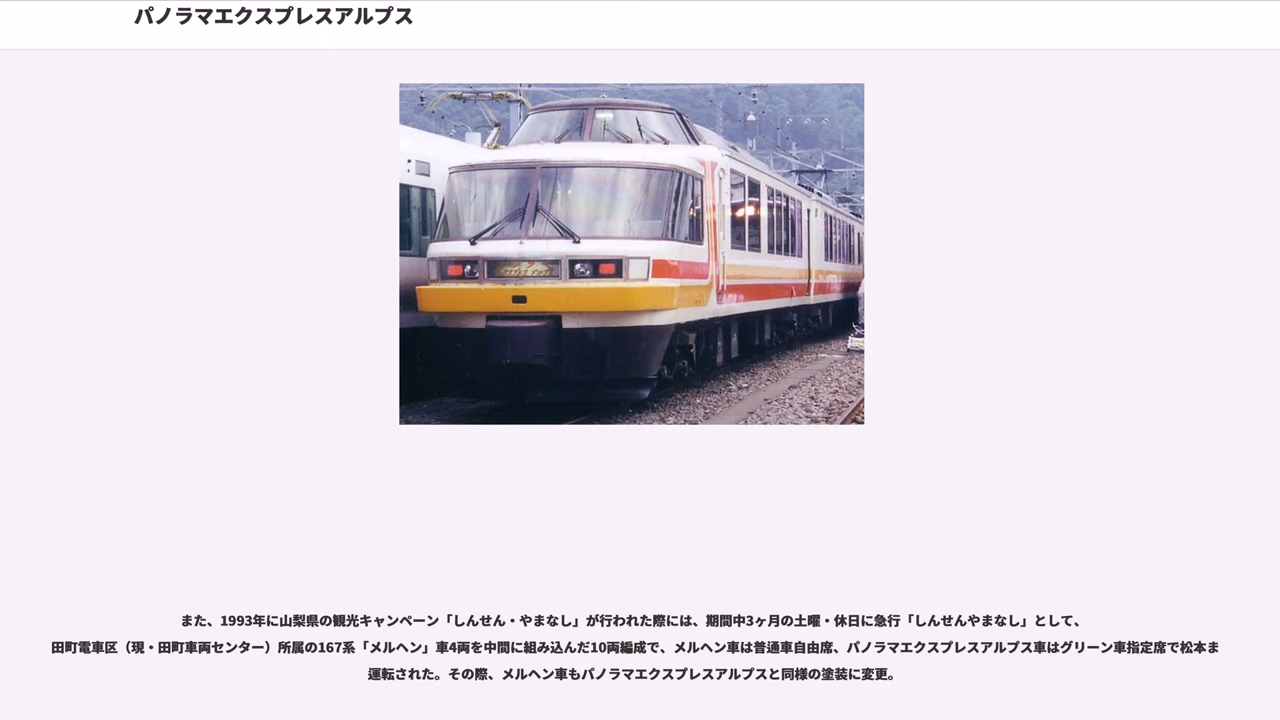 パノラマエクスプレスアルプス
また、1993年に山梨県の観光キャンペーン「しんせん・やまなし」が行われた際には、期間中3ヶ月の土曜・休日に急行「しんせんやまなし」として、
田町電車区（現・田町車両センター）所属の167系「メルヘン」車4両を中間に組み込んだ10両編成で、メルヘン車は普通車自由席、パノラマエクスプレスアルプス車はグリーン車指定席で松本ま
運転された。その際、メルヘン車もパノラマエクスプレスアルプスと同様の塗装に変更。